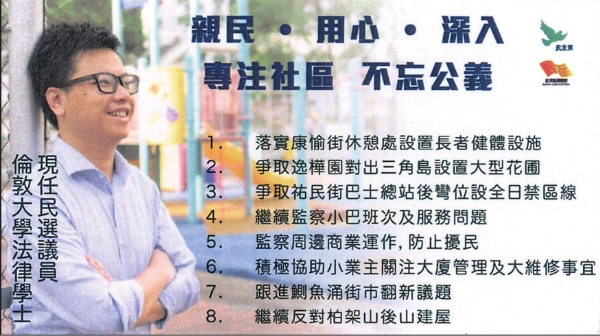 親民 • 用心 • 深入
專注社區 不忘公義
民主黨
1. 落實康愉街休憩處設置長者健體設施
2. 爭取逸樺園對出三角島設置大型花圃
3. 爭取祐民街巴士總站後彎位設全日禁區線
4. 繼續監察小巴班次及服務問題
5. 監察周邊商業運作，防止擾民
6. 積極協助小業主關注大廈管理及大維修事宜
7. 跟進鰂魚涌街市翻新議題
8. 繼續反對柏架山後山建屋
現任民選議員
倫敦大學法律學士